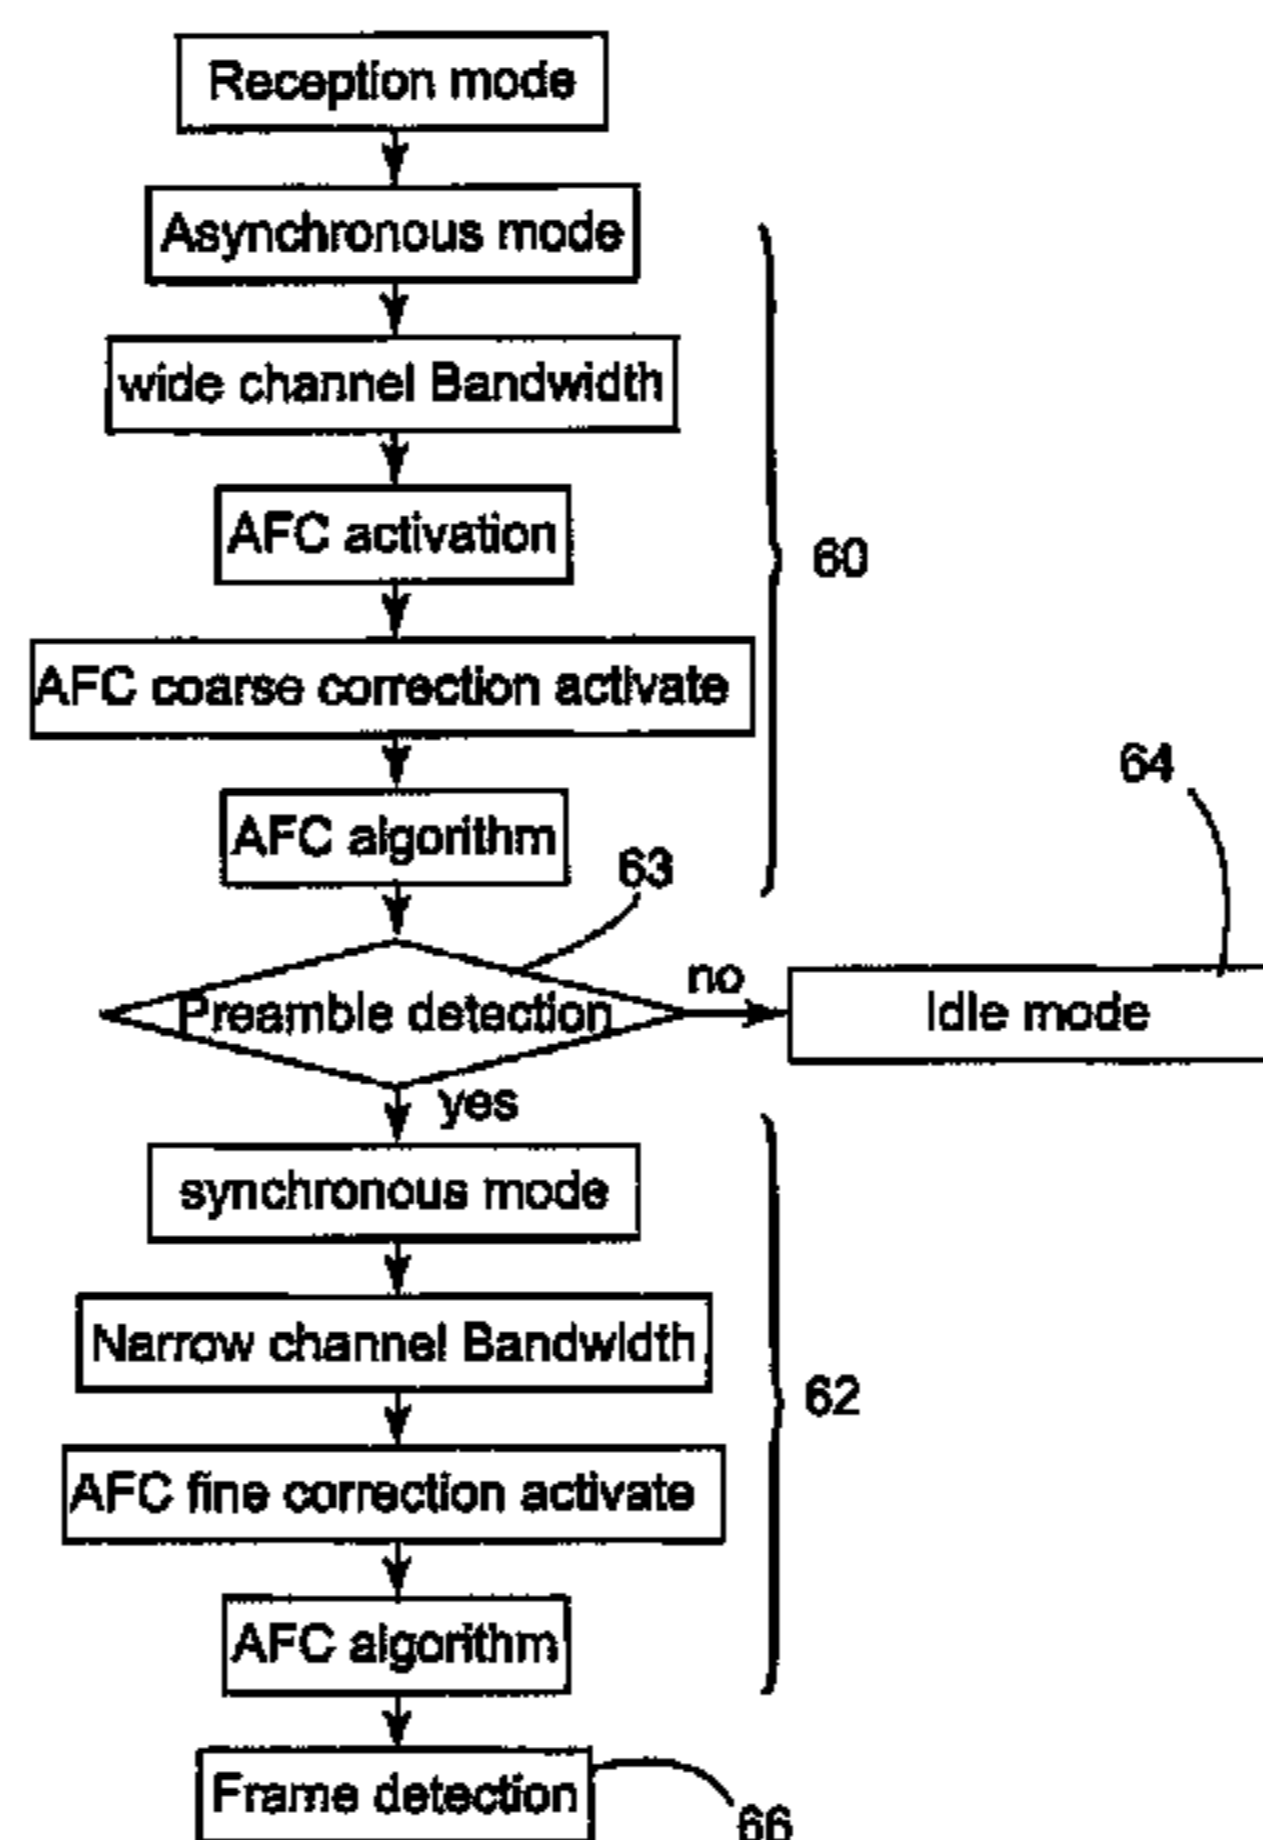 Reception mode
Asynchronous mode
wide channel Bandwidth
AFC activation
60
AFC coarse correction activate
64
AFC algorithm
63
Preamble detection
no
Idle mode
yes
synchronous mode
Narrow channel Bandwidth
62
AFC fine correction activate
AFC algorithm
Frame detection
66